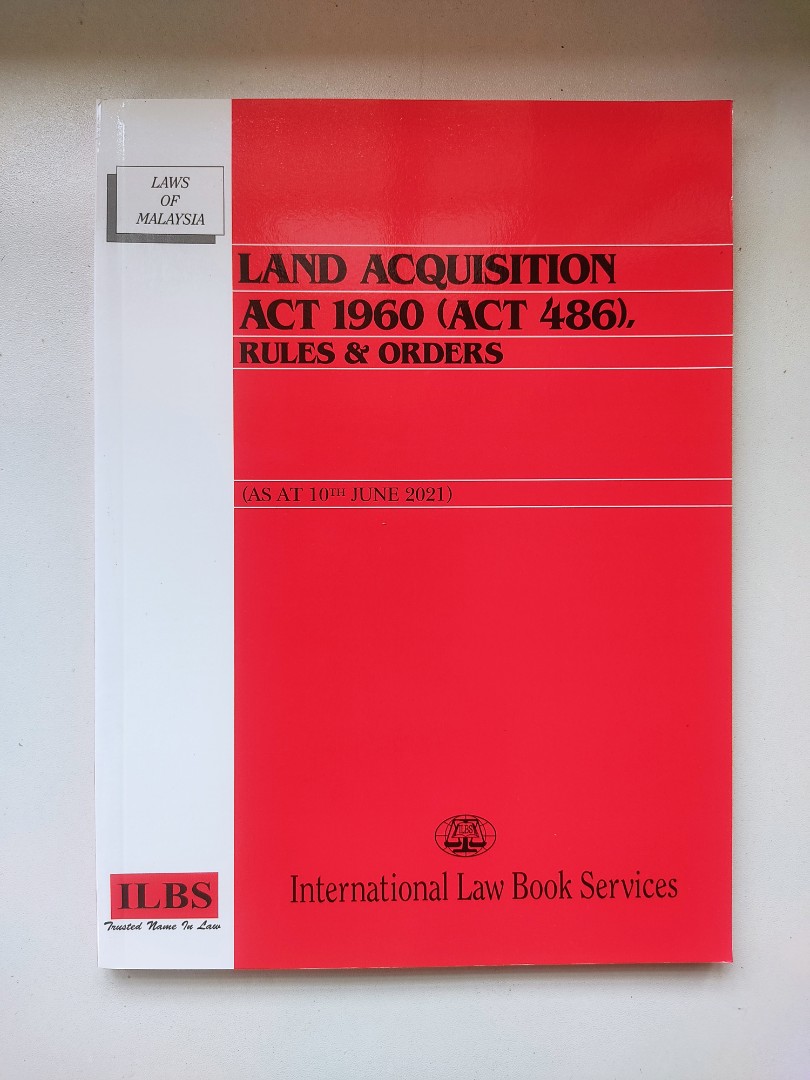 LAWS
OF
MALAYSIA
LAND ACQUISITION
ACT 1960 (ACT 486),
RULES & ORDERS
(AS AT 10TH JUNE 2021)
ILBS
International Law Book Services
ILBS
Trusted Name In Law